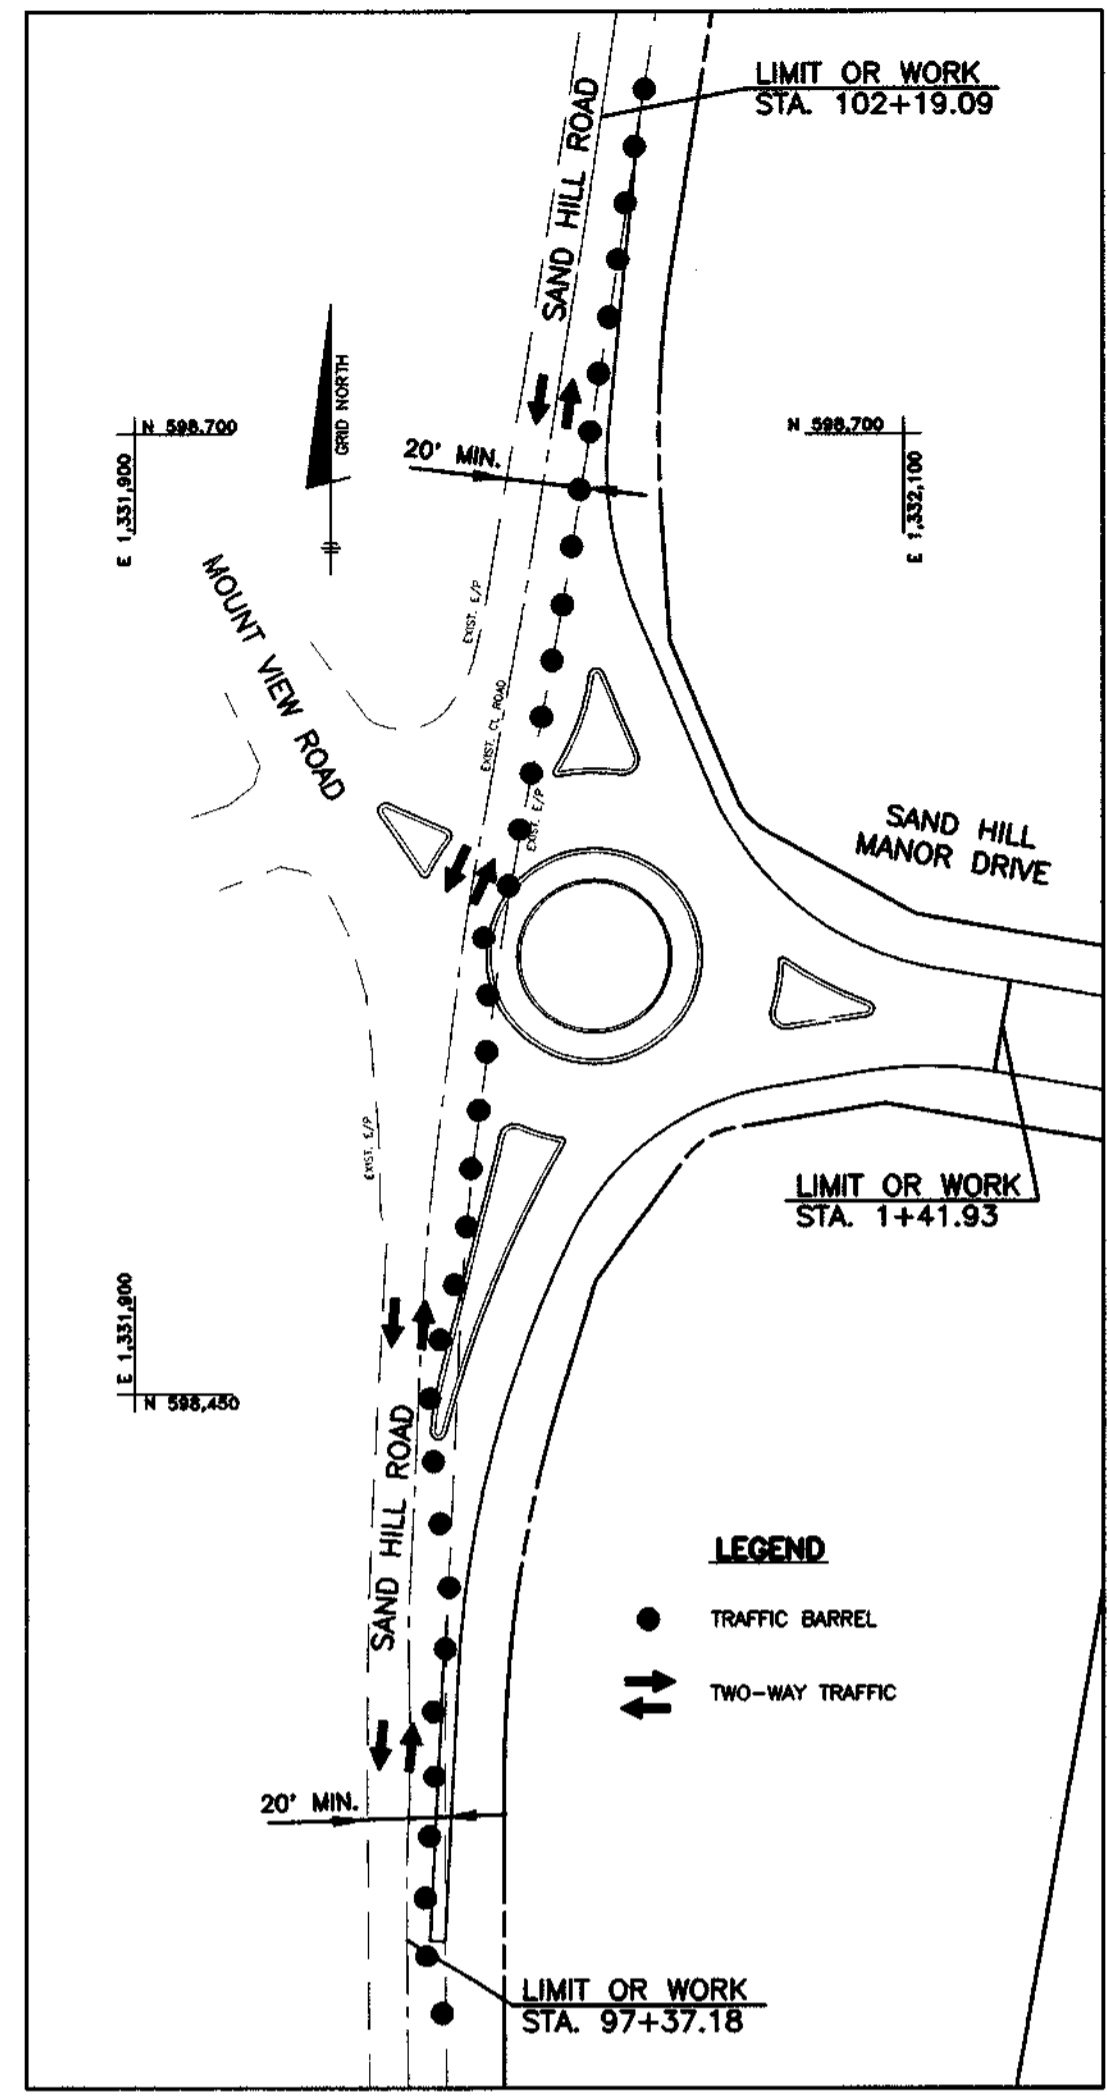 LIMIT OR WORK
STA. 102+19.09
SAND HILL ROAD
GRID NORTH
N 598,700
E 1,331,900
N 598,700
E 1,332,100
20' MIN.
MOUNT VIEW ROAD
EXIST. E/P
EXIST. CL ROAD
EXIST. E/P
SAND HILL
MANOR DRIVE
EXIST. E/P
LIMIT OR WORK
STA. 1+41.93
E 1,331,900
N 598,450
SAND HILL ROAD
LEGEND
TRAFFIC BARREL
TWO-WAY TRAFFIC
20' MIN.
LIMIT OR WORK
STA. 97+37.18